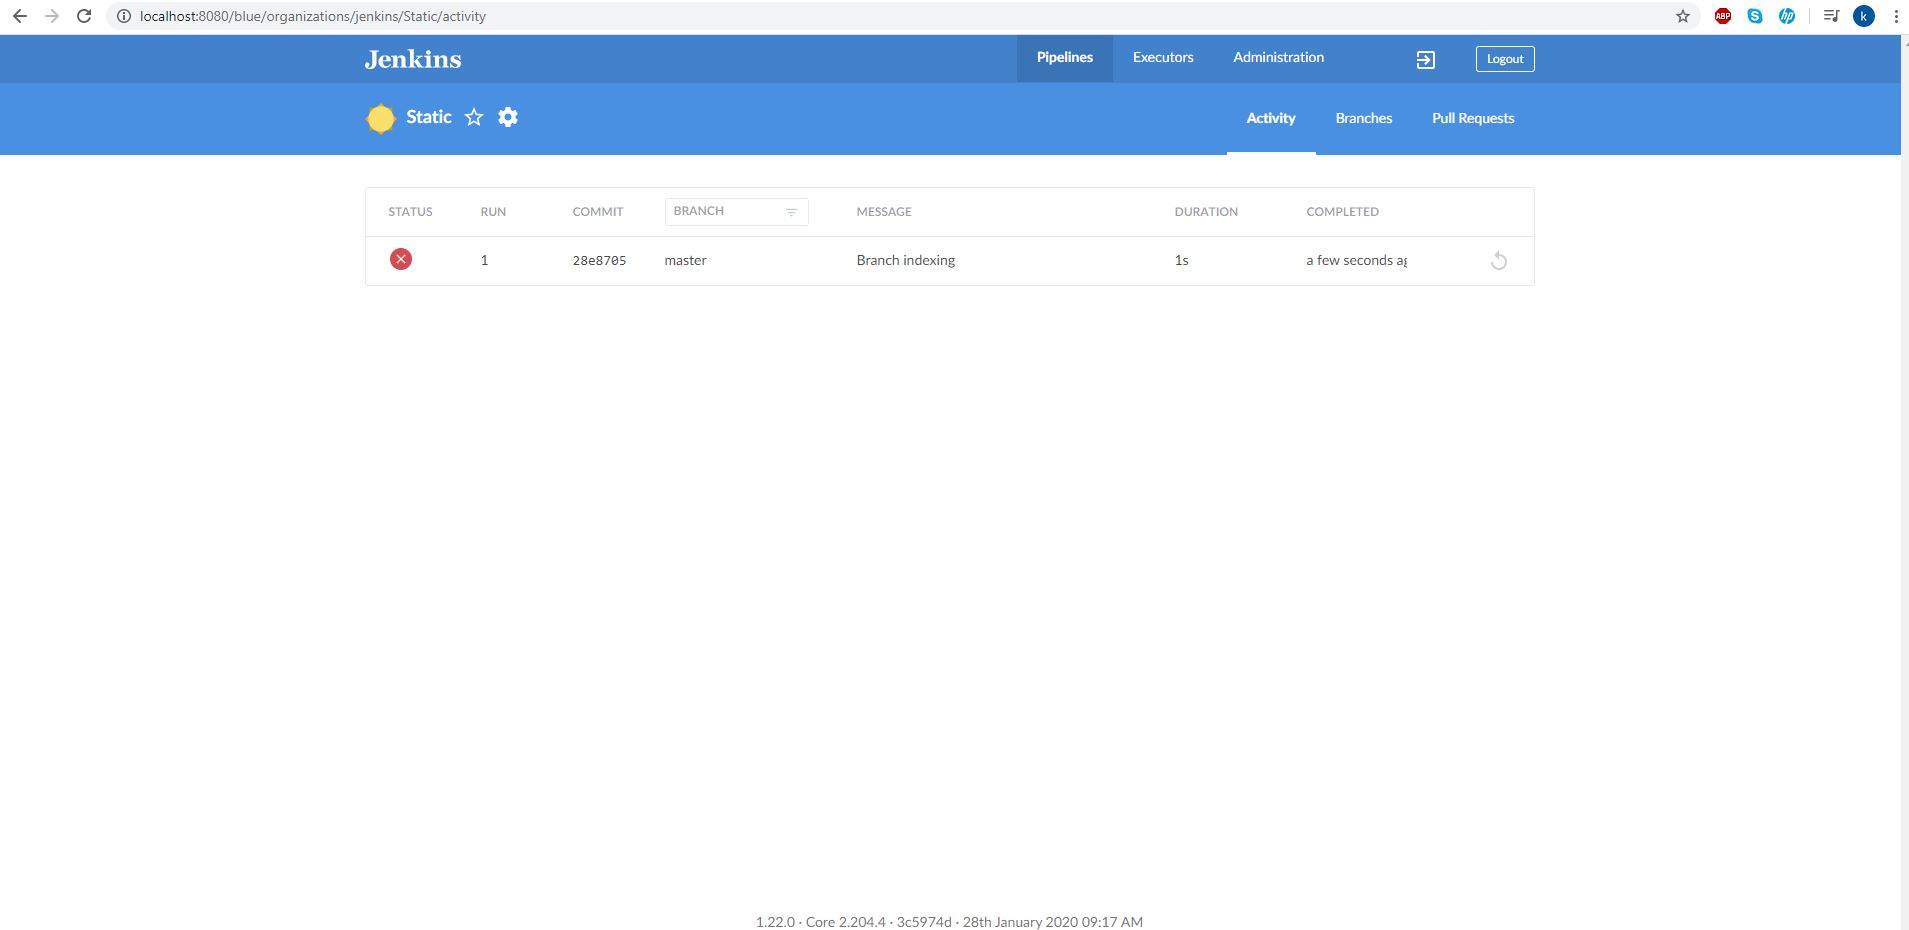 localhost:8080/blue/organizations/jenkins/Static/activity
ABP
S
hp
k
Jenkins
Pipelines Executors Administration Logout
Static
Activity Branches Pull Requests
STATUS RUN COMMIT BRANCH MESSAGE DURATION COMPLETED
1 28e8705 master Branch indexing 1s a few seconds ag
1.22.0 · Core 2.204.4 · 3c5974d · 28th January 2020 09:17 AM